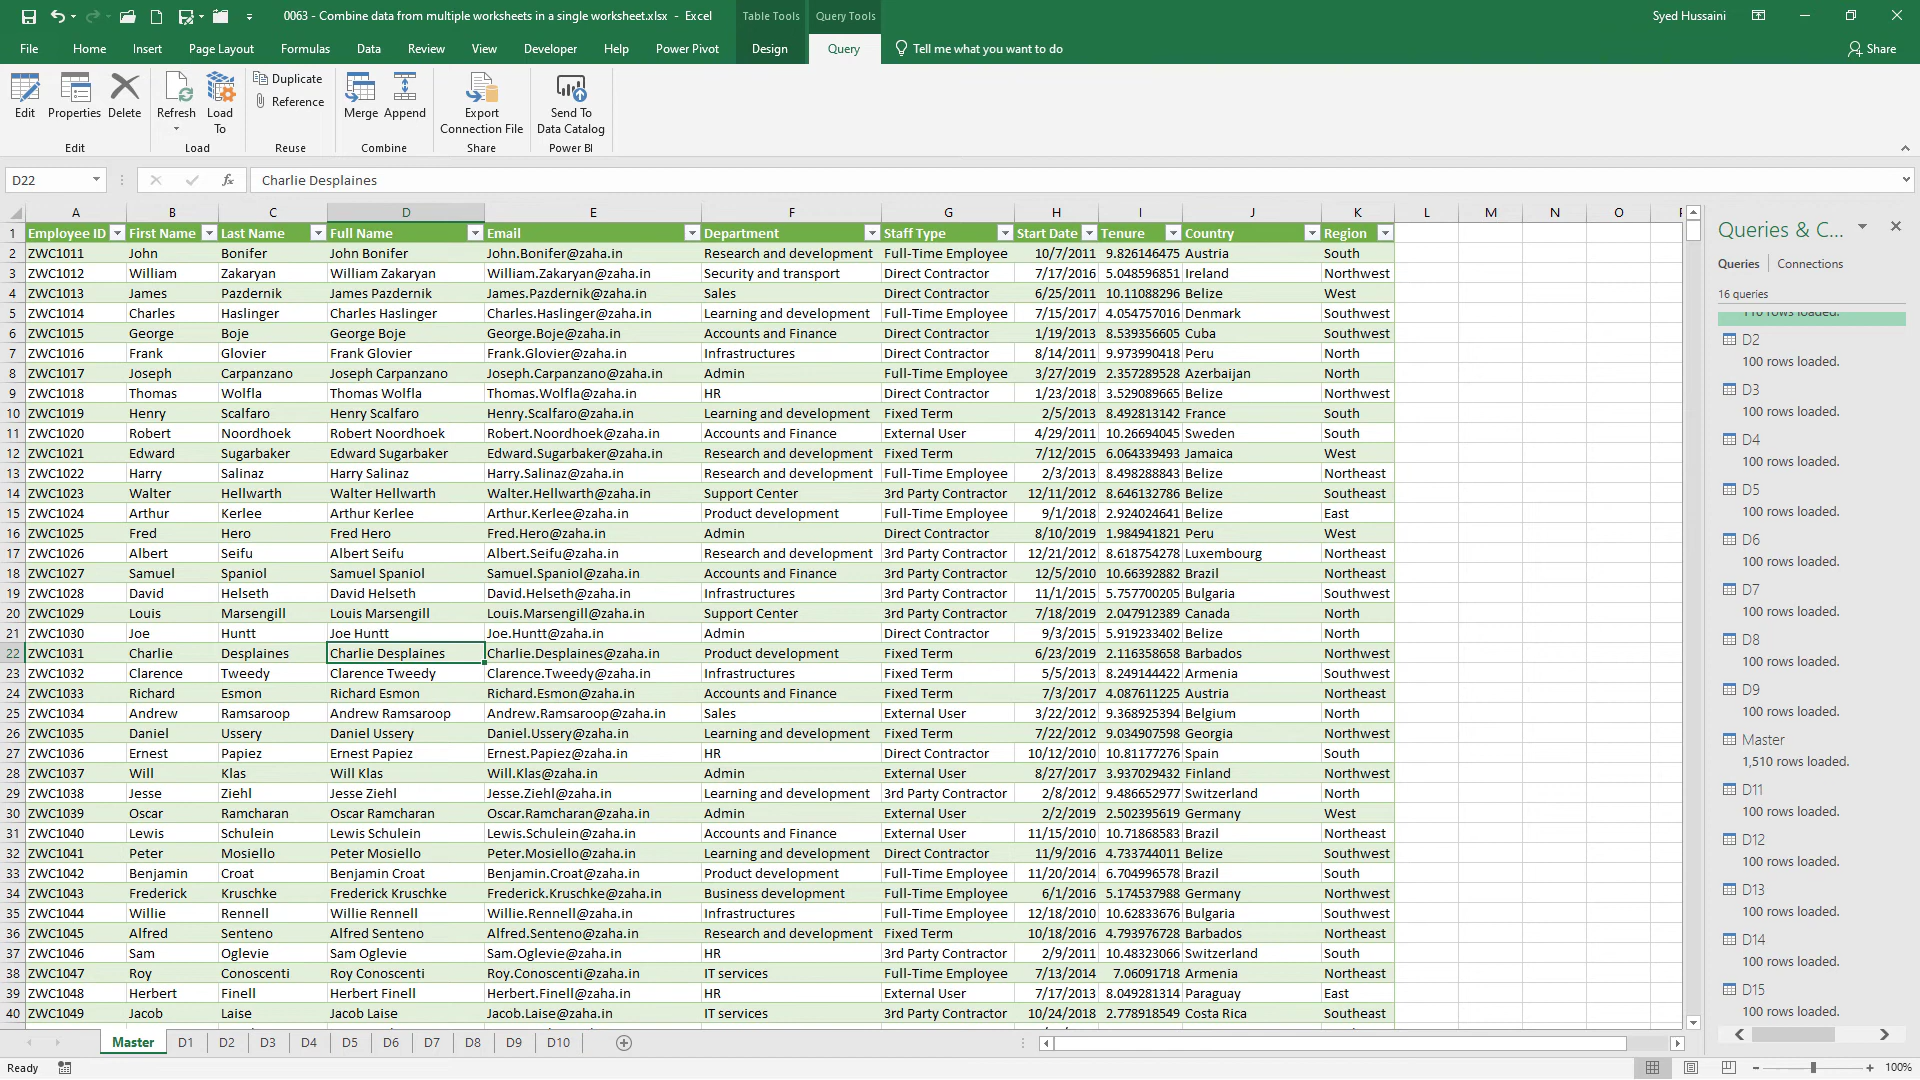 0063 - Combine data from multiple worksheets in a single worksheet.xlsx - Excel
Table Tools
Query Tools
Syed Hussaini
File Home Insert Page Layout Formulas Data Review View Developer Help Power Pivot Design Query Tell me what you want to do Share
Edit Properties Delete
Edit
Refresh Load To
Load
Duplicate
Reference
Reuse
Merge Append
Combine
Export Connection File
Share
Send To Data Catalog
Power BI
D22 fx Charlie Desplaines
A B C D E F G H I J K L M N O
1 Employee ID First Name Last Name Full Name Email Department Staff Type Start Date Tenure Country Region
2 ZWC1011 John Bonifer John Bonifer John.Bonifer@zaha.in Research and development Full-Time Employee 10/7/2011 9.826146475 Austria South
3 ZWC1012 William Zakaryan William Zakaryan William.Zakaryan@zaha.in Security and transport Direct Contractor 7/17/2016 5.048596851 Ireland Northwest
4 ZWC1013 James Pazdernik James Pazdernik James.Pazdernik@zaha.in Sales Direct Contractor 6/25/2011 10.11088296 Belize West
5 ZWC1014 Charles Haslinger Charles Haslinger Charles.Haslinger@zaha.in Learning and development Full-Time Employee 7/15/2017 4.054757016 Denmark Southwest
6 ZWC1015 George Boje George Boje George.Boje@zaha.in Accounts and Finance Direct Contractor 1/19/2013 8.539356605 Cuba Southwest
7 ZWC1016 Frank Glovier Frank Glovier Frank.Glovier@zaha.in Infrastructures Direct Contractor 8/14/2011 9.973990418 Peru North
8 ZWC1017 Joseph Carpanzano Joseph Carpanzano Joseph.Carpanzano@zaha.in Admin Full-Time Employee 3/27/2019 2.357289528 Azerbaijan North
9 ZWC1018 Thomas Wolfla Thomas Wolfla Thomas.Wolfla@zaha.in HR Direct Contractor 1/23/2018 3.529089665 Belize Northwest
10 ZWC1019 Henry Scalfaro Henry Scalfaro Henry.Scalfaro@zaha.in Learning and development Fixed Term 2/5/2013 8.492813142 France South
11 ZWC1020 Robert Noordhoek Robert Noordhoek Robert.Noordhoek@zaha.in Accounts and Finance External User 4/29/2011 10.26694045 Sweden South
12 ZWC1021 Edward Sugarbaker Edward Sugarbaker Edward.Sugarbaker@zaha.in Research and development Fixed Term 7/12/2015 6.064339493 Jamaica West
13 ZWC1022 Harry Salinaz Harry Salinaz Harry.Salinaz@zaha.in Research and development Full-Time Employee 2/3/2013 8.498288843 Belize Northeast
14 ZWC1023 Walter Hellwarth Walter Hellwarth Walter.Hellwarth@zaha.in Support Center 3rd Party Contractor 12/11/2012 8.646132786 Belize Southeast
15 ZWC1024 Arthur Kerlee Arthur Kerlee Arthur.Kerlee@zaha.in Product development Full-Time Employee 9/1/2018 2.924024641 Belize East
16 ZWC1025 Fred Hero Fred Hero Fred.Hero@zaha.in Admin Direct Contractor 8/10/2019 1.984941821 Peru West
17 ZWC1026 Albert Seifu Albert Seifu Albert.Seifu@zaha.in Research and development 3rd Party Contractor 12/21/2012 8.618754278 Luxembourg Northeast
18 ZWC1027 Samuel Spaniol Samuel Spaniol Samuel.Spaniol@zaha.in Accounts and Finance 3rd Party Contractor 12/5/2010 10.66392882 Brazil Northeast
19 ZWC1028 David Helseth David Helseth David.Helseth@zaha.in Infrastructures 3rd Party Contractor 11/1/2015 5.757700205 Bulgaria Southwest
20 ZWC1029 Louis Marsengill Louis Marsengill Louis.Marsengill@zaha.in Support Center 3rd Party Contractor 7/18/2019 2.047912389 Canada North
21 ZWC1030 Joe Huntt Joe Huntt Joe.Huntt@zaha.in Admin Direct Contractor 9/3/2015 5.919233402 Belize North
22 ZWC1031 Charlie Desplaines Charlie Desplaines Charlie.Desplaines@zaha.in Product development Fixed Term 6/23/2019 2.116358658 Barbados Northwest
23 ZWC1032 Clarence Tweedy Clarence Tweedy Clarence.Tweedy@zaha.in Infrastructures Fixed Term 5/5/2013 8.249144422 Armenia Southwest
24 ZWC1033 Richard Esmon Richard Esmon Richard.Esmon@zaha.in Accounts and Finance Fixed Term 7/3/2017 4.087611225 Austria Northeast
25 ZWC1034 Andrew Ramsaroop Andrew Ramsaroop Andrew.Ramsaroop@zaha.in Sales External User 3/22/2012 9.368925394 Belgium North
26 ZWC1035 Daniel Ussery Daniel Ussery Daniel.Ussery@zaha.in Learning and development Fixed Term 7/22/2012 9.034907598 Georgia Northwest
27 ZWC1036 Ernest Papiez Ernest Papiez Ernest.Papiez@zaha.in HR Direct Contractor 10/12/2010 10.81177276 Spain South
28 ZWC1037 Will Klas Will Klas Will.Klas@zaha.in Admin External User 8/27/2017 3.937029432 Finland Northwest
29 ZWC1038 Jesse Ziehl Jesse Ziehl Jesse.Ziehl@zaha.in Learning and development 3rd Party Contractor 2/8/2012 9.486652977 Switzerland North
30 ZWC1039 Oscar Ramcharan Oscar Ramcharan Oscar.Ramcharan@zaha.in Admin External User 2/2/2019 2.502395619 Germany West
31 ZWC1040 Lewis Schulein Lewis Schulein Lewis.Schulein@zaha.in Accounts and Finance External User 11/15/2010 10.71868583 Brazil Northeast
32 ZWC1041 Peter Mosiello Peter Mosiello Peter.Mosiello@zaha.in Learning and development Direct Contractor 11/9/2016 4.733744011 Belize Southwest
33 ZWC1042 Benjamin Croat Benjamin Croat Benjamin.Croat@zaha.in Product development Full-Time Employee 11/20/2014 6.704996578 Brazil South
34 ZWC1043 Frederick Kruschke Frederick Kruschke Frederick.Kruschke@zaha.in Business development Full-Time Employee 6/1/2016 5.174537988 Germany Northwest
35 ZWC1044 Willie Rennell Willie Rennell Willie.Rennell@zaha.in Infrastructures Full-Time Employee 12/18/2010 10.62833676 Bulgaria Southwest
36 ZWC1045 Alfred Senteno Alfred Senteno Alfred.Senteno@zaha.in Research and development Fixed Term 10/18/2016 4.793976728 Barbados Northeast
37 ZWC1046 Sam Oglevie Sam Oglevie Sam.Oglevie@zaha.in HR 3rd Party Contractor 2/9/2011 10.48323066 Switzerland South
38 ZWC1047 Roy Conoscenti Roy Conoscenti Roy.Conoscenti@zaha.in IT services Full-Time Employee 7/13/2014 7.06091718 Armenia Northeast
39 ZWC1048 Herbert Finell Herbert Finell Herbert.Finell@zaha.in HR External User 7/17/2013 8.049281314 Paraguay East
40 ZWC1049 Jacob Laise Jacob Laise Jacob.Laise@zaha.in IT services 3rd Party Contractor 10/24/2018 2.778918549 Costa Rica Southeast
Queries & C...
Queries Connections
16 queries
110 rows loaded.
D2
100 rows loaded.
D3
100 rows loaded.
D4
100 rows loaded.
D5
100 rows loaded.
D6
100 rows loaded.
D7
100 rows loaded.
D8
100 rows loaded.
D9
100 rows loaded.
Master
1,510 rows loaded.
D11
100 rows loaded.
D12
100 rows loaded.
D13
100 rows loaded.
D14
100 rows loaded.
D15
100 rows loaded.
Master D1 D2 D3 D4 D5 D6 D7 D8 D9 D10
Ready
100%